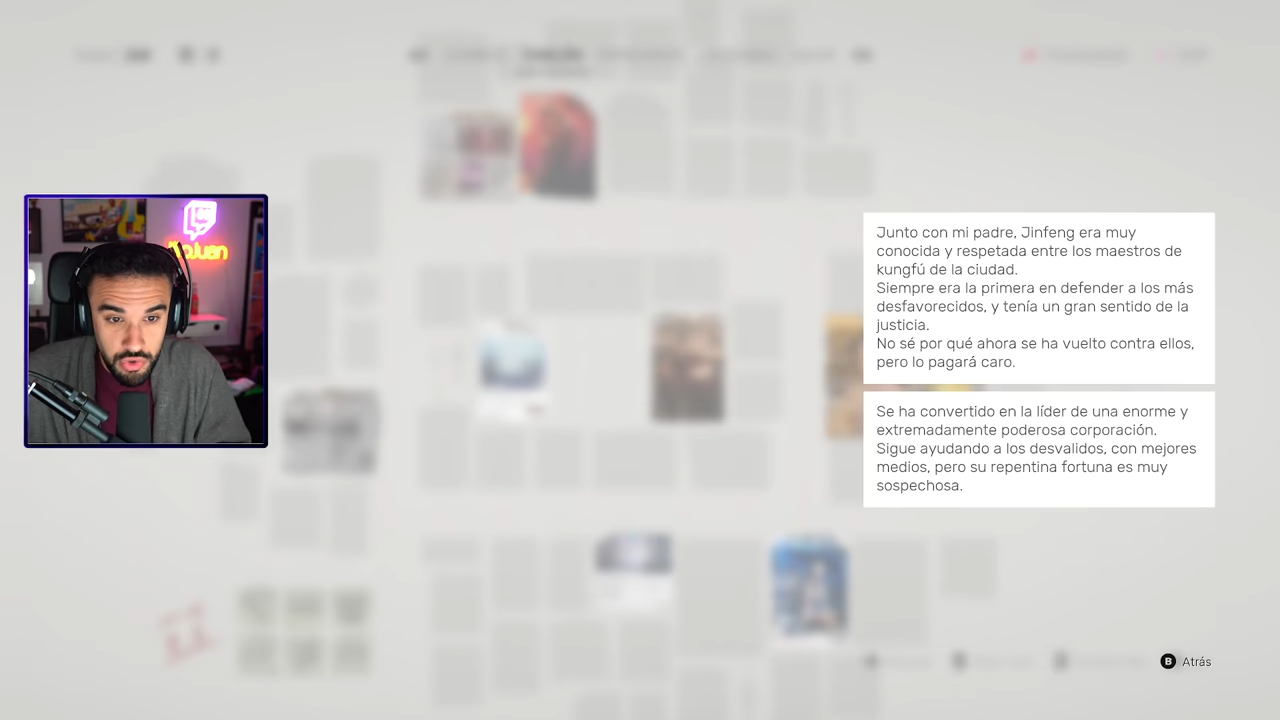 Junto con mi padre, Jinfeng era muy
conocida y respetada entre los maestros de
kungfú de la ciudad.
Siempre era la primera en defender a los más
desfavorecidos, y tenía un gran sentido de la
justicia.
No sé por qué ahora se ha vuelto contra ellos,
pero lo pagará caro.
Se ha convertido en la líder de una enorme y
extremadamente poderosa corporación.
Sigue ayudando a los desvalidos, con mejores
medios, pero su repentina fortuna es muy
sospechosa.
B Atrás